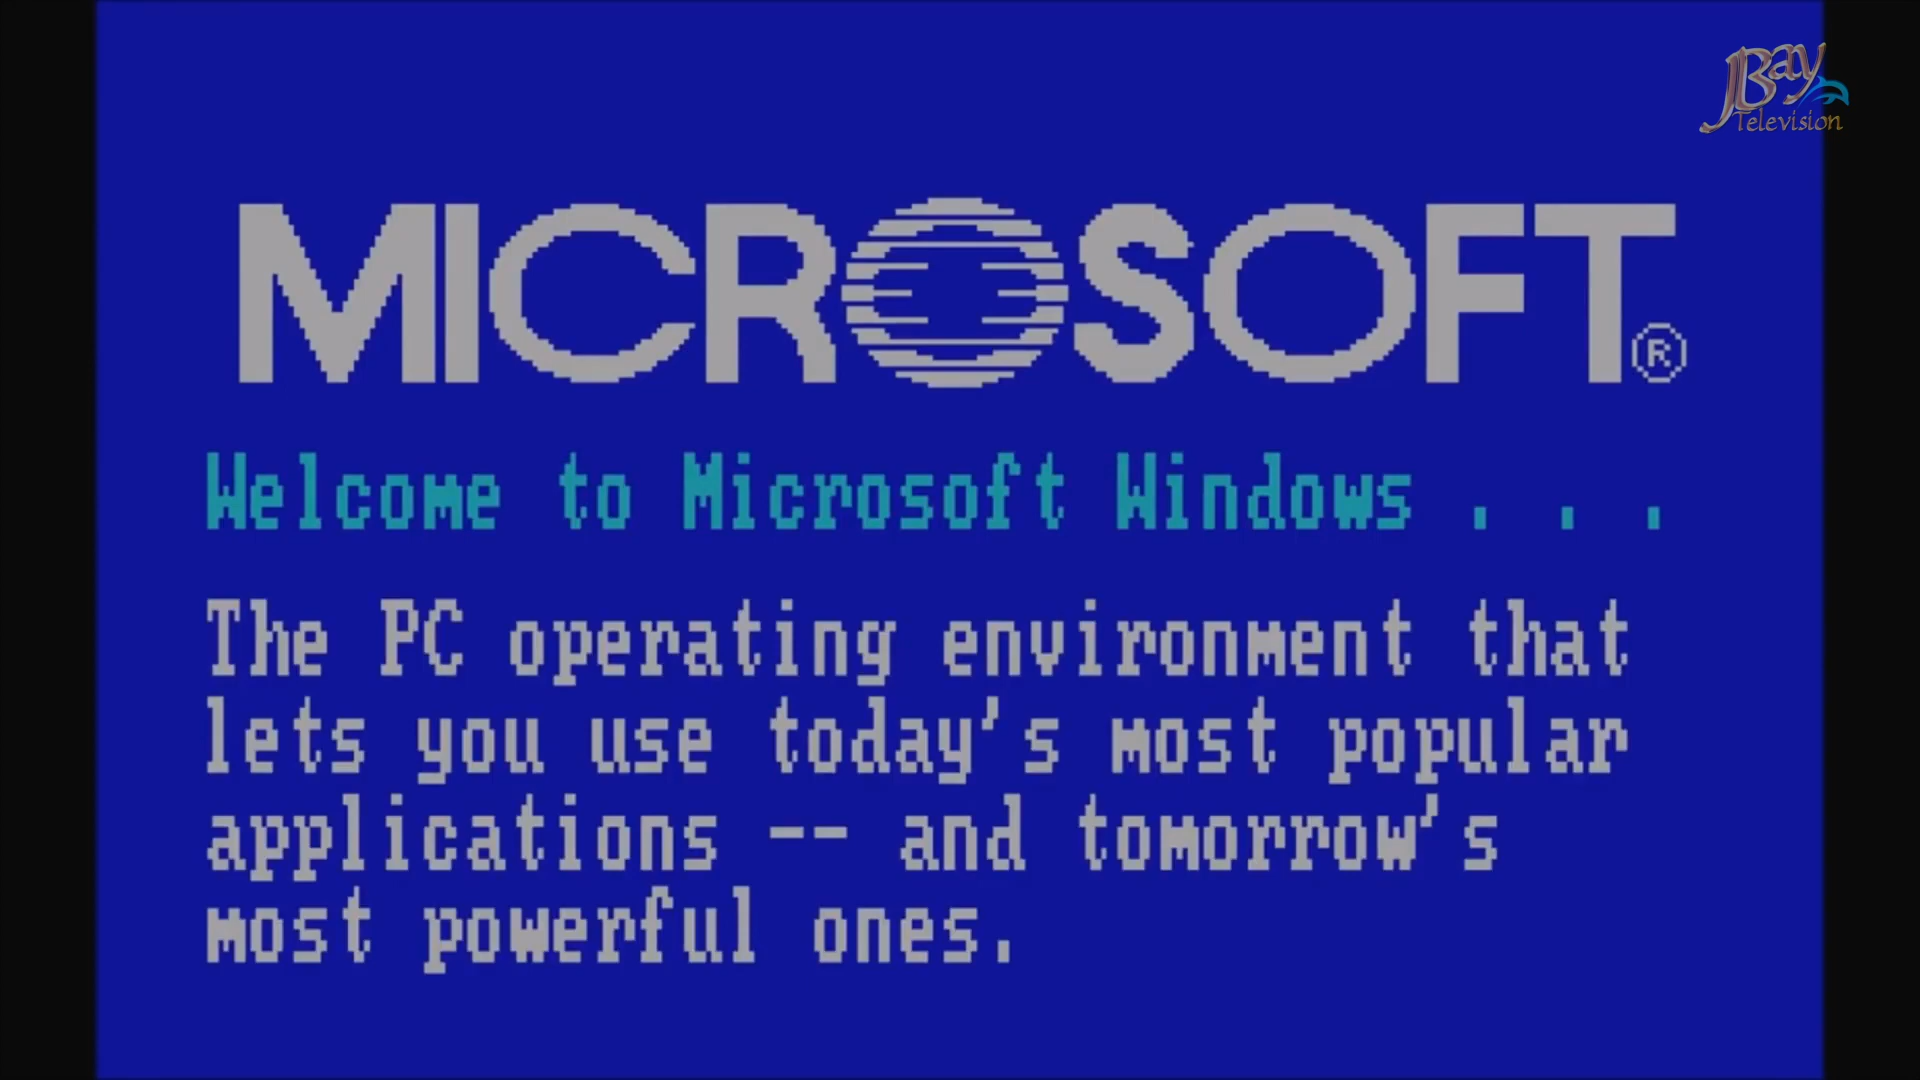 JBay
Television
MICROSOFT®
Welcome to Microsoft Windows . . .
The PC operating environment that
lets you use today's most popular
applications -- and tomorrow's
most powerful ones.